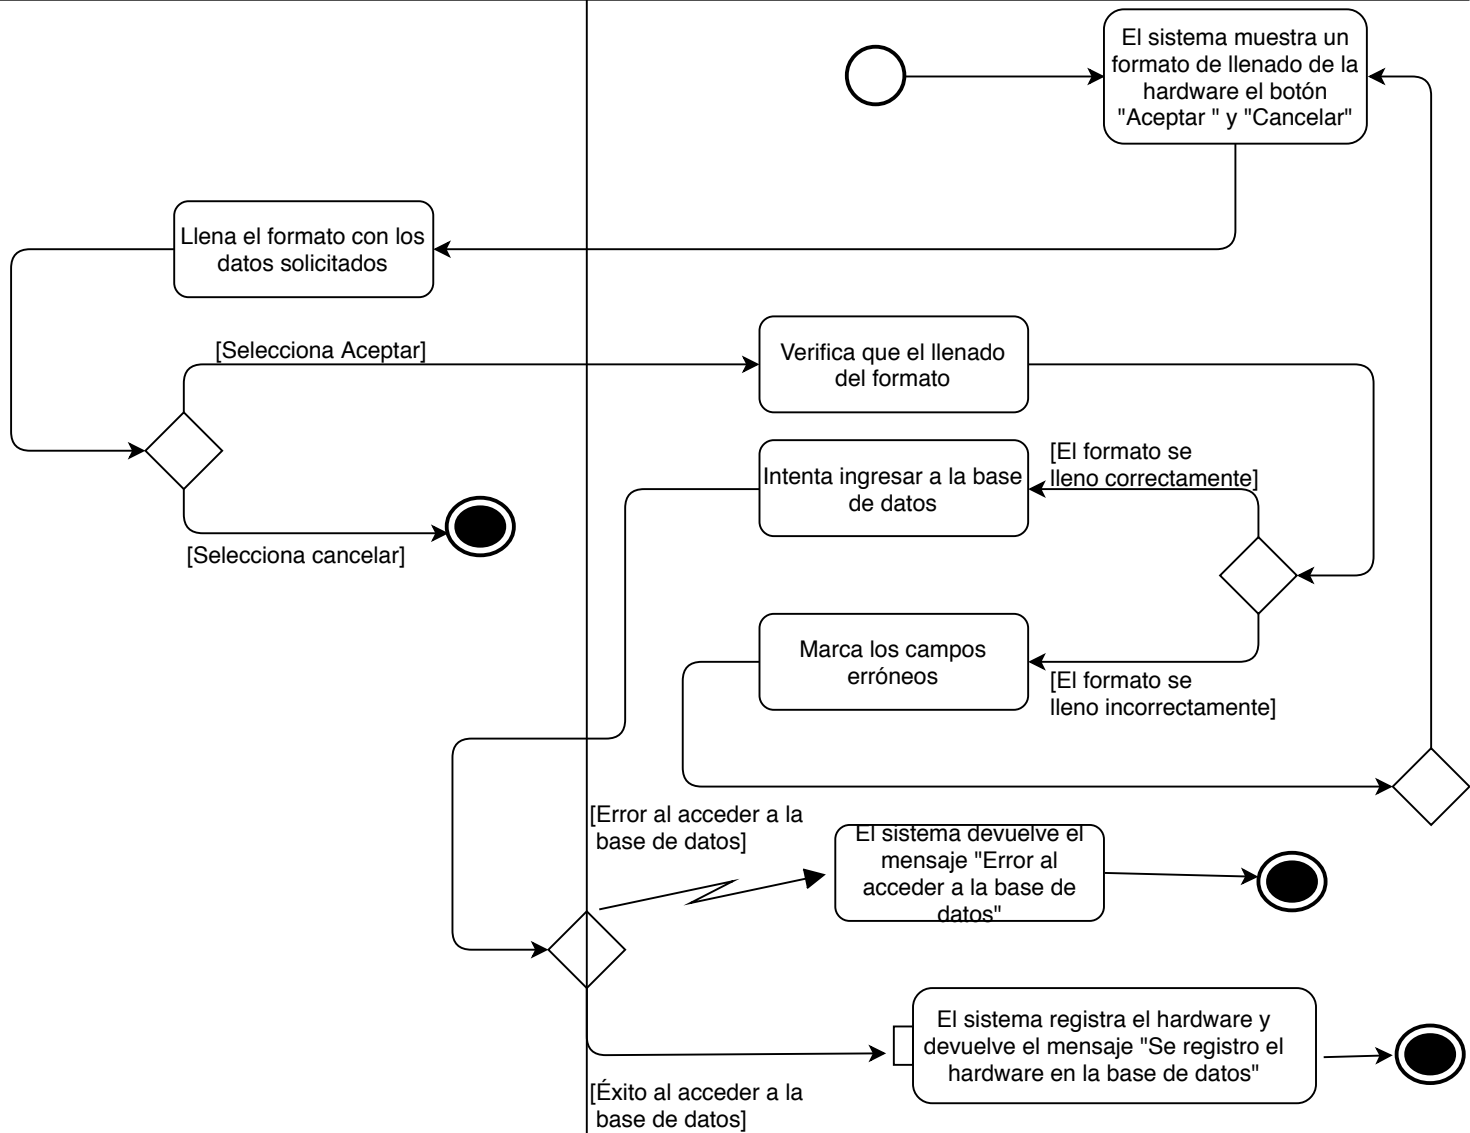 El sistema muestra un
formato de llenado de la
hardware el botón
"Aceptar " y "Cancelar"
Llena el formato con los
datos solicitados
[Selecciona Aceptar]
Verifica que el llenado
del formato
[El formato se
lleno correctamente]
Intenta ingresar a la base
de datos
[Selecciona cancelar]
Marca los campos
erróneos
[El formato se
lleno incorrectamente]
[Error al acceder a la
base de datos]
El sistema devuelve el
mensaje "Error al
acceder a la base de
datos"
El sistema registra el hardware y
devuelve el mensaje "Se registro el
hardware en la base de datos"
[Éxito al acceder a la
base de datos]